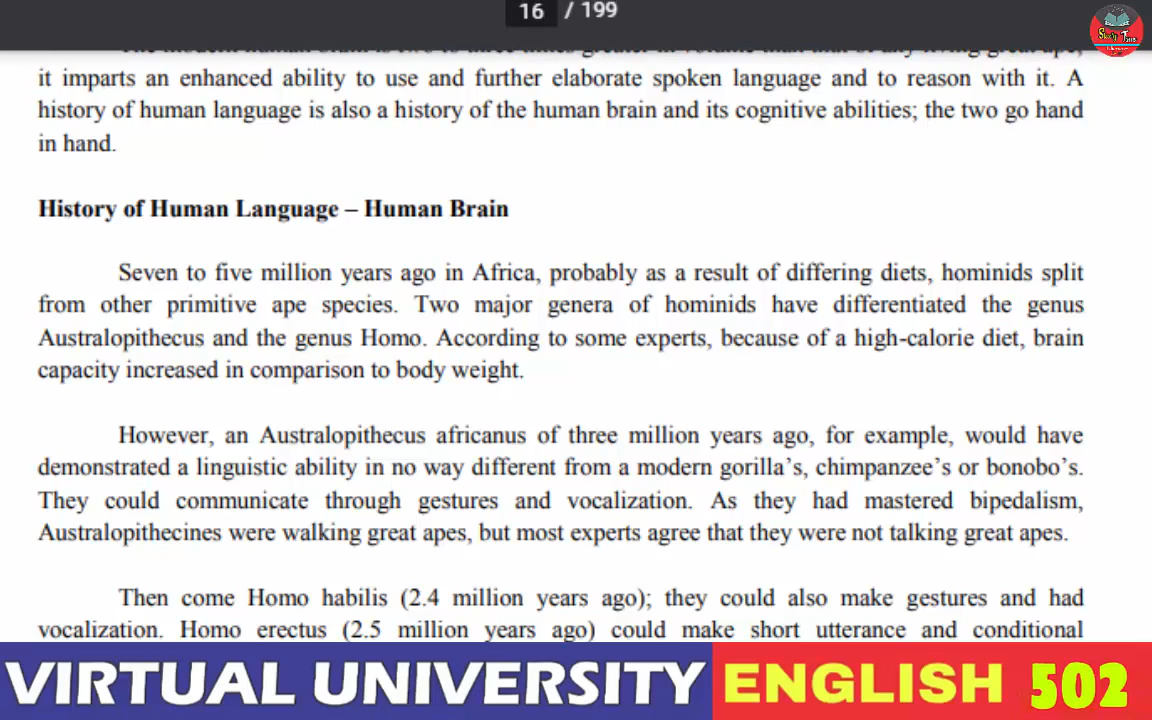 16 / 199
it imparts an enhanced ability to use and further elaborate spoken language and to reason with it. A
history of human language is also a history of the human brain and its cognitive abilities; the two go hand
in hand.
History of Human Language – Human Brain
Seven to five million years ago in Africa, probably as a result of differing diets, hominids split
from other primitive ape species. Two major genera of hominids have differentiated the genus
Australopithecus and the genus Homo. According to some experts, because of a high-calorie diet, brain
capacity increased in comparison to body weight.
However, an Australopithecus africanus of three million years ago, for example, would have
demonstrated a linguistic ability in no way different from a modern gorilla's, chimpanzee's or bonobo's.
They could communicate through gestures and vocalization. As they had mastered bipedalism,
Australopithecines were walking great apes, but most experts agree that they were not talking great apes.
Then come Homo habilis (2.4 million years ago); they could also make gestures and had
vocalization. Homo erectus (2.5 million years ago) could make short utterance and conditional
VIRTUAL UNIVERSITY ENGLISH 502